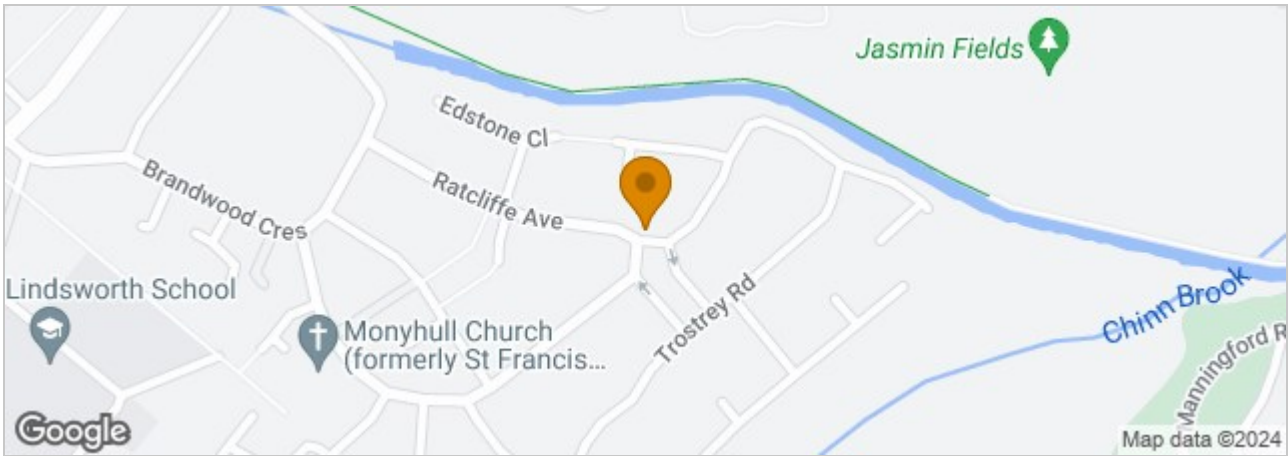 Jasmin Fields
Edstone Cl
Ratcliffe Ave
Brandwood Cres
Lindsworth School
Monyhull Church
(formerly St Francis...
Trostrey Rd
Chinn Brook
Manningford R
Google
Map data ©2024